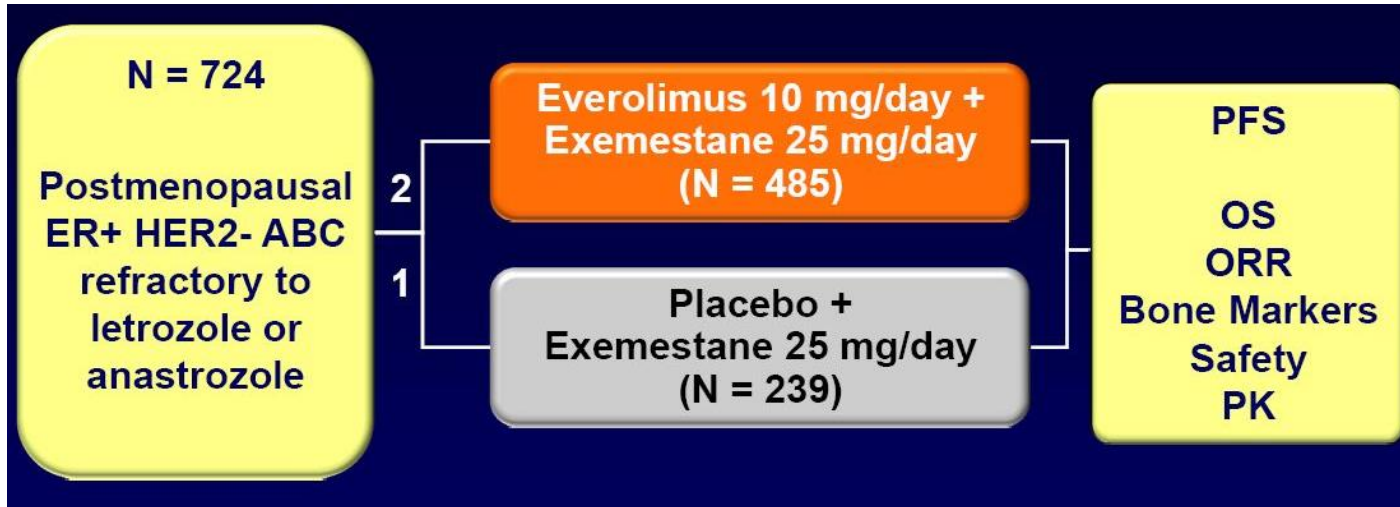 N = 724
Postmenopausal
ER+ HER2- ABC
refractory to
letrozole or
anastrozole
2
1
Everolimus 10 mg/day +
Exemestane 25 mg/day
(N = 485)
Placebo +
Exemestane 25 mg/day
(N = 239)
PFS
OS
ORR
Bone Markers
Safety
PK